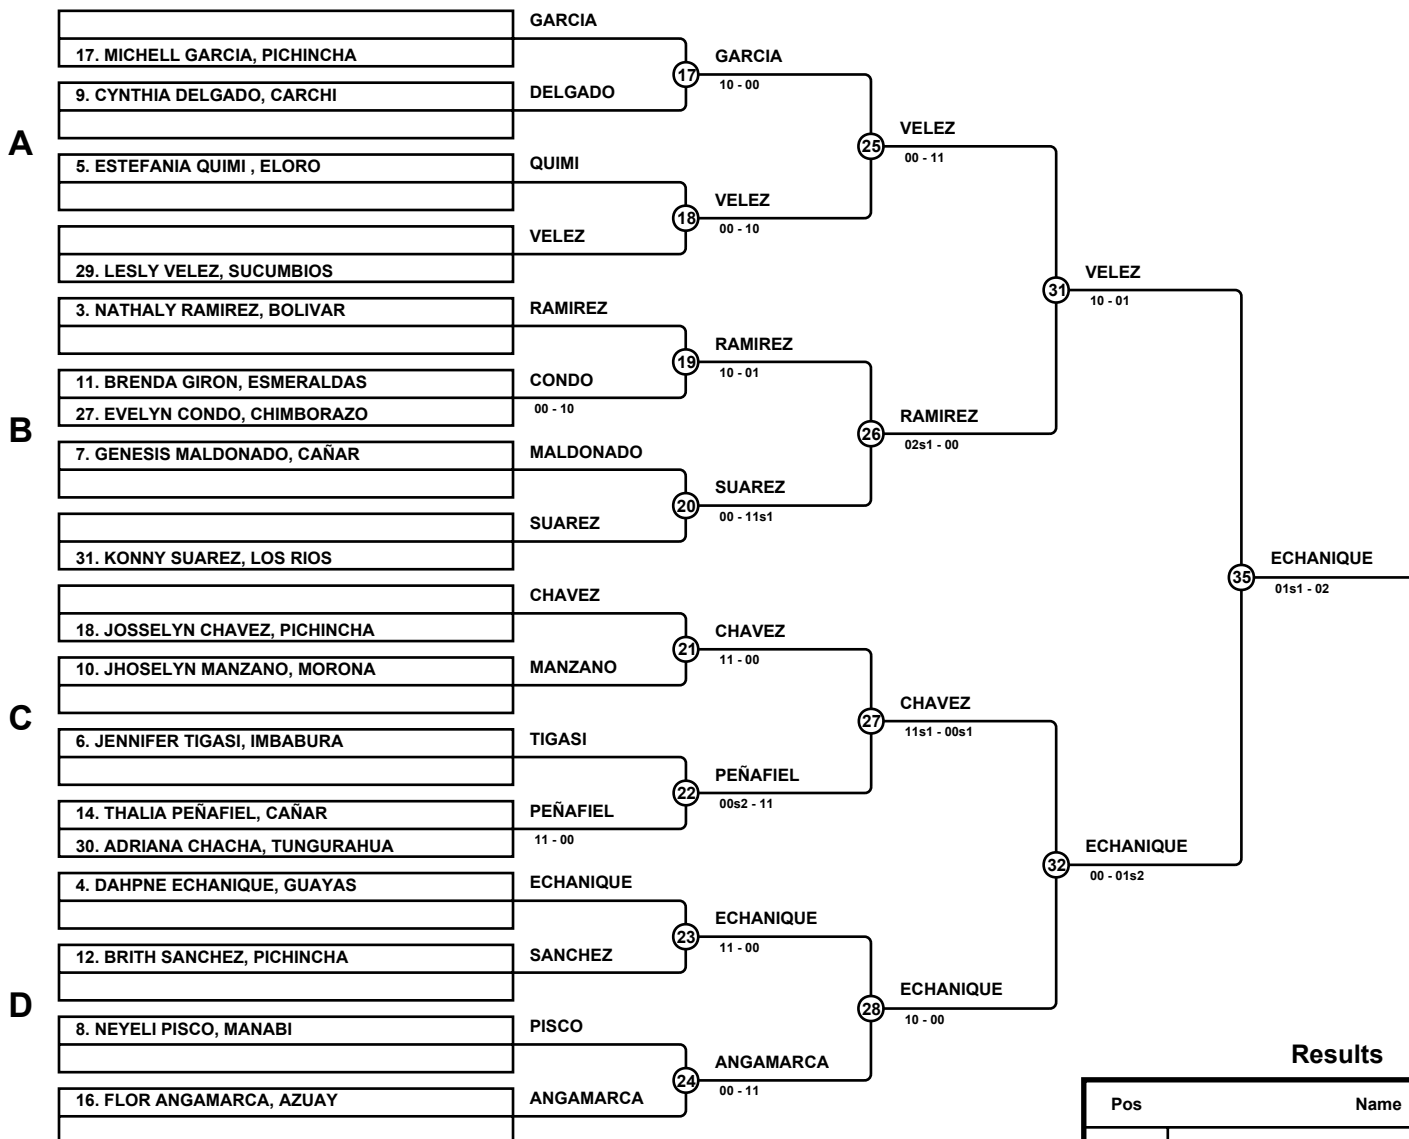 GARCIA
17. MICHELL GARCIA, PICHINCHA
17
GARCIA
10 - 00
9. CYNTHIA DELGADO, CARCHI
DELGADO
A
25
VELEZ
00 - 11
5. ESTEFANIA QUIMI , ELORO
QUIMI
18
VELEZ
00 - 10
VELEZ
29. LESLY VELEZ, SUCUMBIOS
31
VELEZ
10 - 01
3. NATHALY RAMIREZ, BOLIVAR
RAMIREZ
19
RAMIREZ
10 - 01
11. BRENDA GIRON, ESMERALDAS
CONDO
27. EVELYN CONDO, CHIMBORAZO
00 - 10
B
26
RAMIREZ
02s1 - 00
7. GENESIS MALDONADO, CAÑAR
MALDONADO
20
SUAREZ
00 - 11s1
SUAREZ
31. KONNY SUAREZ, LOS RIOS
35
ECHANIQUE
01s1 - 02
CHAVEZ
18. JOSSELYN CHAVEZ, PICHINCHA
21
CHAVEZ
11 - 00
10. JHOSELYN MANZANO, MORONA
MANZANO
C
27
CHAVEZ
11s1 - 00s1
6. JENNIFER TIGASI, IMBABURA
TIGASI
22
PEÑAFIEL
00s2 - 11
14. THALIA PEÑAFIEL, CAÑAR
PEÑAFIEL
30. ADRIANA CHACHA, TUNGURAHUA
11 - 00
32
ECHANIQUE
00 - 01s2
4. DAHPNE ECHANIQUE, GUAYAS
ECHANIQUE
23
ECHANIQUE
11 - 00
12. BRITH SANCHEZ, PICHINCHA
SANCHEZ
D
28
ECHANIQUE
10 - 00
8. NEYELI PISCO, MANABI
PISCO
24
ANGAMARCA
00 - 11
16. FLOR ANGAMARCA, AZUAY
ANGAMARCA
Results
Pos Name